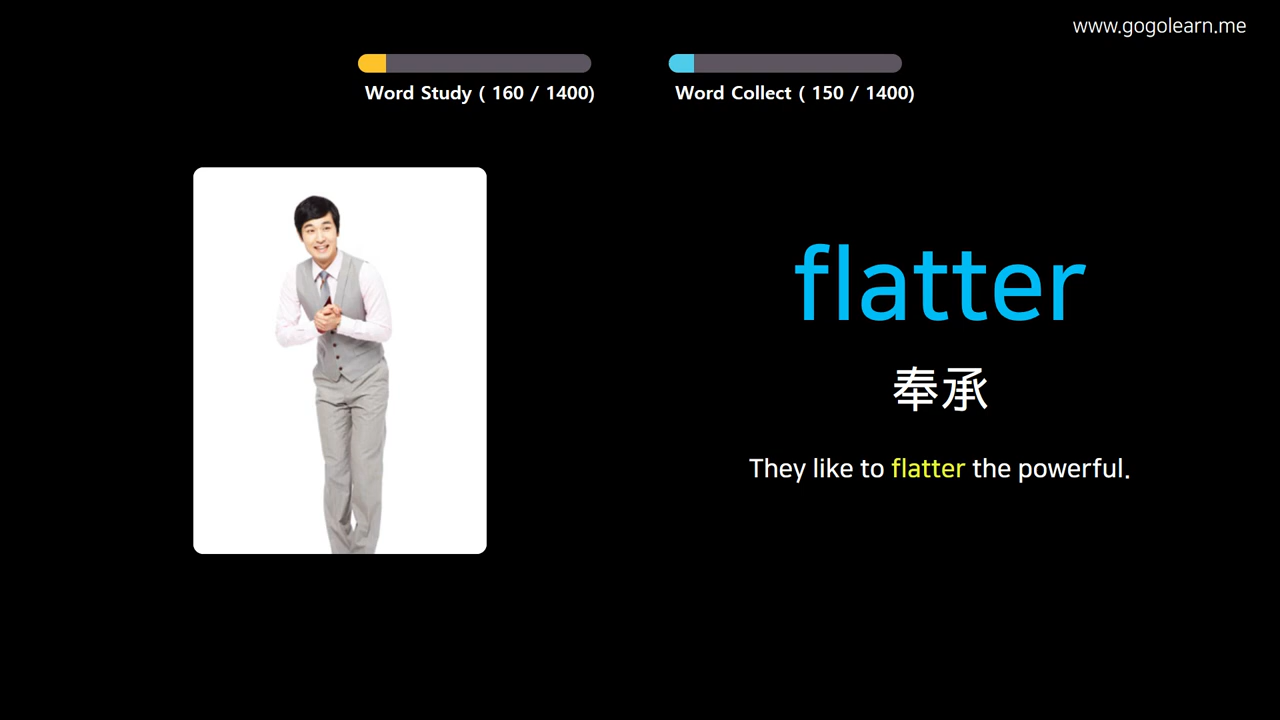 www.gogolearn.me
Word Study ( 160 / 1400)
Word Collect ( 150 / 1400)
flatter
奉承
They like to flatter the powerful.